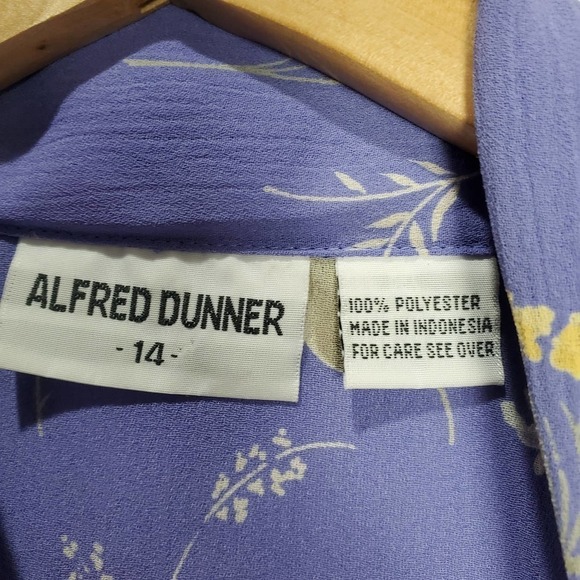 ALFRED DUNNER
- 14 -
100% POLYESTER
MADE IN INDONESIA
FOR CARE SEE OVER